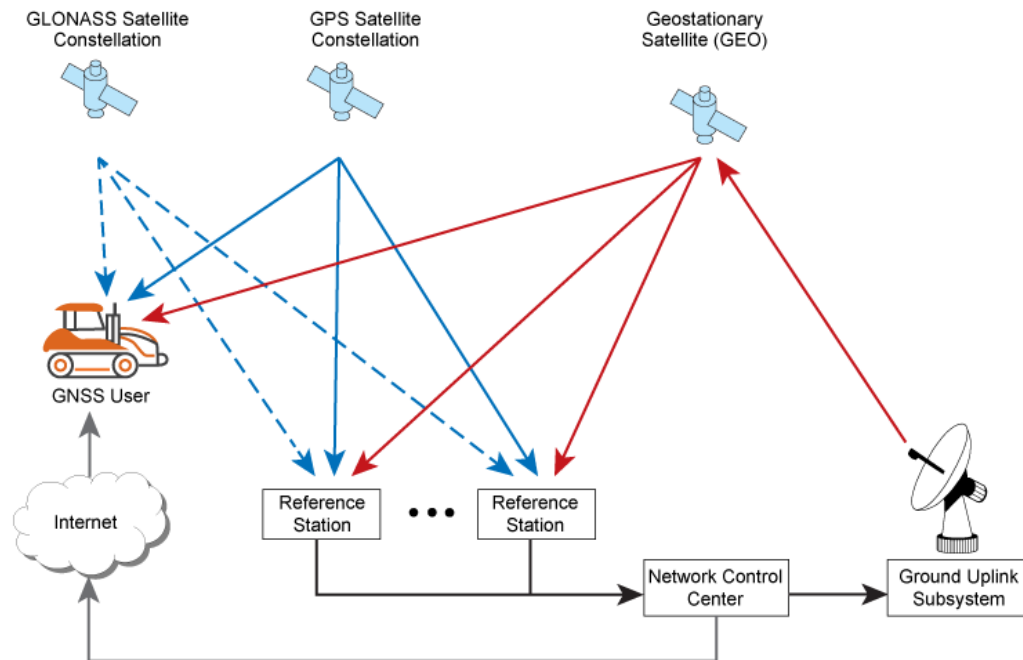 GLONASS Satellite
Constellation
GPS Satellite
Constellation
Geostationary
Satellite (GEO)
GNSS User
Internet
Reference
Station
Reference
Station
Network Control
Center
Ground Uplink
Subsystem